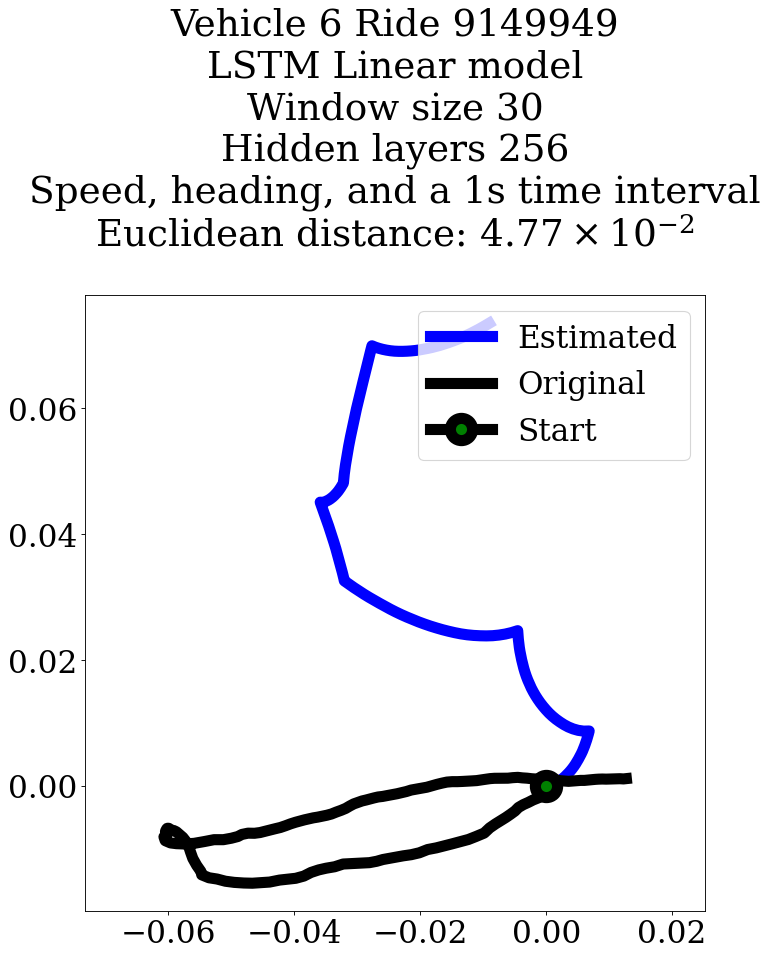 Vehicle 6 Ride 9149949
LSTM Linear model
Window size 30
Hidden layers 256
Speed, heading, and a 1s time interval
Euclidean distance: 4.77 × 10⁻²
Estimated
Original
Start
0.06
0.04
0.02
0.00
−0.06 −0.04 −0.02 0.00 0.02